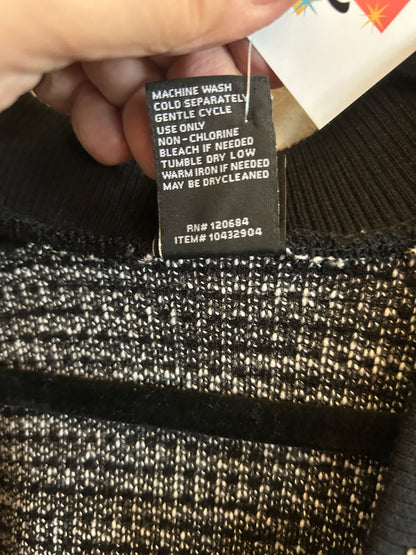 MACHINE WASH
COLD SEPARATELY
GENTLE CYCLE
USE ONLY
NON-CHLORINE
BLEACH IF NEEDED
TUMBLE DRY LOW
WARM IRON IF NEEDED
MAY BE DRYCLEANED
RN# 120684
ITEM# 10432904